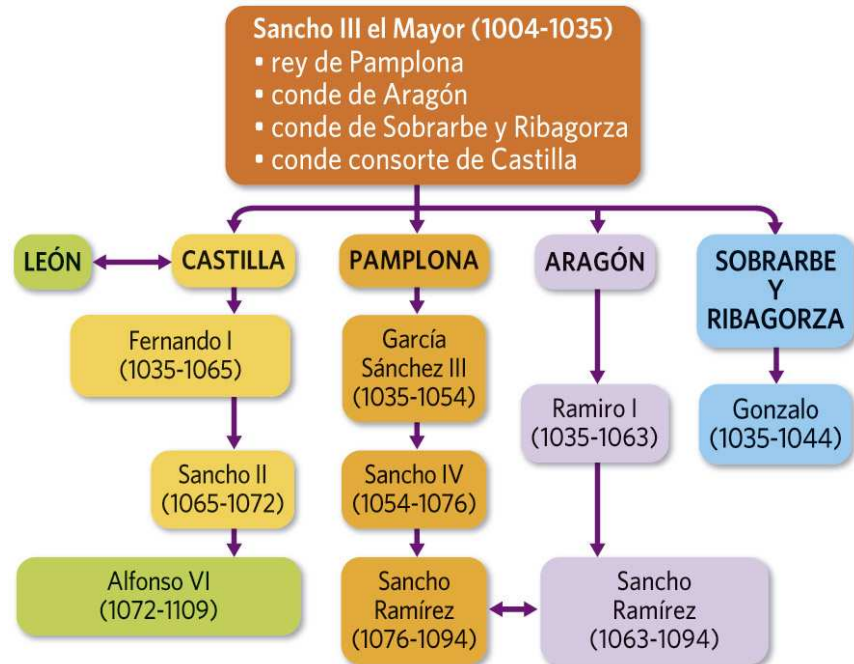 Sancho III el Mayor (1004-1035)
▪ rey de Pamplona
▪ conde de Aragón
▪ conde de Sobrarbe y Ribagorza
▪ conde consorte de Castilla
LEÓN
CASTILLA
PAMPLONA
ARAGÓN
SOBRARBE
Y
RIBAGORZA
Fernando I
(1035-1065)
García
Sánchez III
(1035-1054)
Ramiro I
(1035-1063)
Gonzalo
(1035-1044)
Sancho II
(1065-1072)
Sancho IV
(1054-1076)
Alfonso VI
(1072-1109)
Sancho
Ramírez
(1076-1094)
Sancho
Ramírez
(1063-1094)